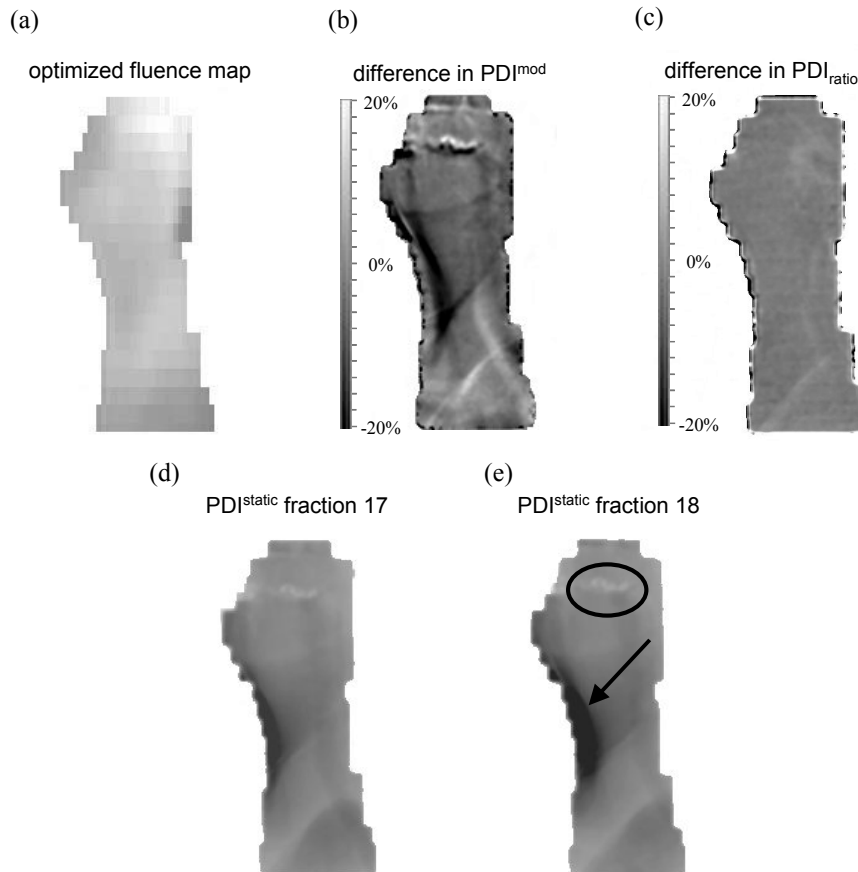 (a)
optimized fluence map
(b)
difference in PDI^mod
20%
0%
-20%
(c)
difference in PDI_ratio
20%
0%
-20%
(d)
PDI^static fraction 17
(e)
PDI^static fraction 18